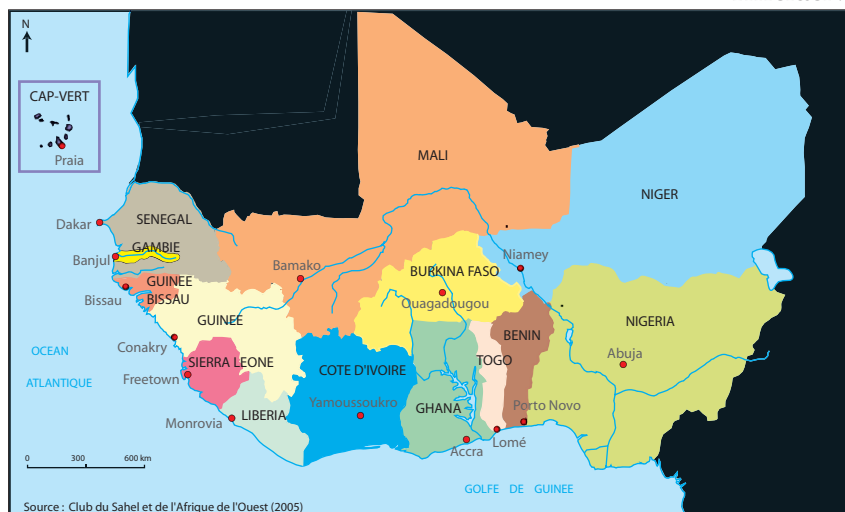 N
CAP-VERT
Praia
MALI
NIGER
SENEGAL
Dakar
GAMBIE
Banjul
Niamey
Bamako
BURKINA FASO
GUINEE
BISSAU
Bissau
Ouagadougou
GUINEE
NIGERIA
BENIN
Conakry
OCEAN
ATLANTIQUE
SIERRA LEONE
TOGO
Abuja
COTE D'IVOIRE
Freetown
Yamoussoukro
GHANA
Porto Novo
LIBERIA
Monrovia
Lomé
Accra
0 300 600 km
GOLFE DE GUINEE
Source : Club du Sahel et de l'Afrique de l'Ouest (2005)